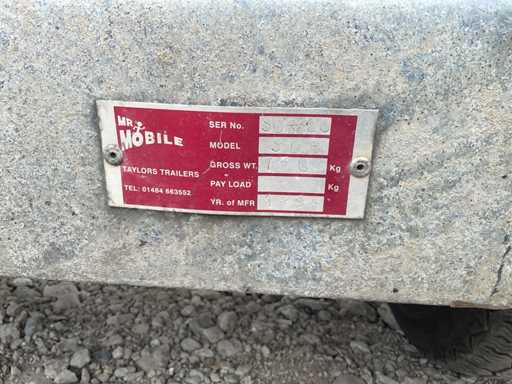 MR.
MOBILE
TAYLORS TRAILERS
TEL: 01484 663552
SER No.
MODEL
GROSS WT. Kg
PAY LOAD Kg
YR. of MFR